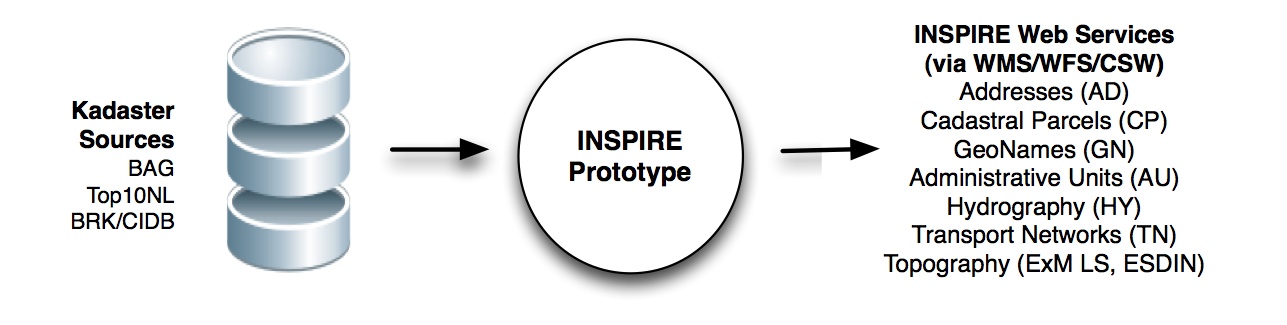 Kadaster
Sources
BAG
Top10NL
BRK/CIDB
INSPIRE
Prototype
INSPIRE Web Services
(via WMS/WFS/CSW)
Addresses (AD)
Cadastral Parcels (CP)
GeoNames (GN)
Administrative Units (AU)
Hydrography (HY)
Transport Networks (TN)
Topography (ExM LS, ESDIN)